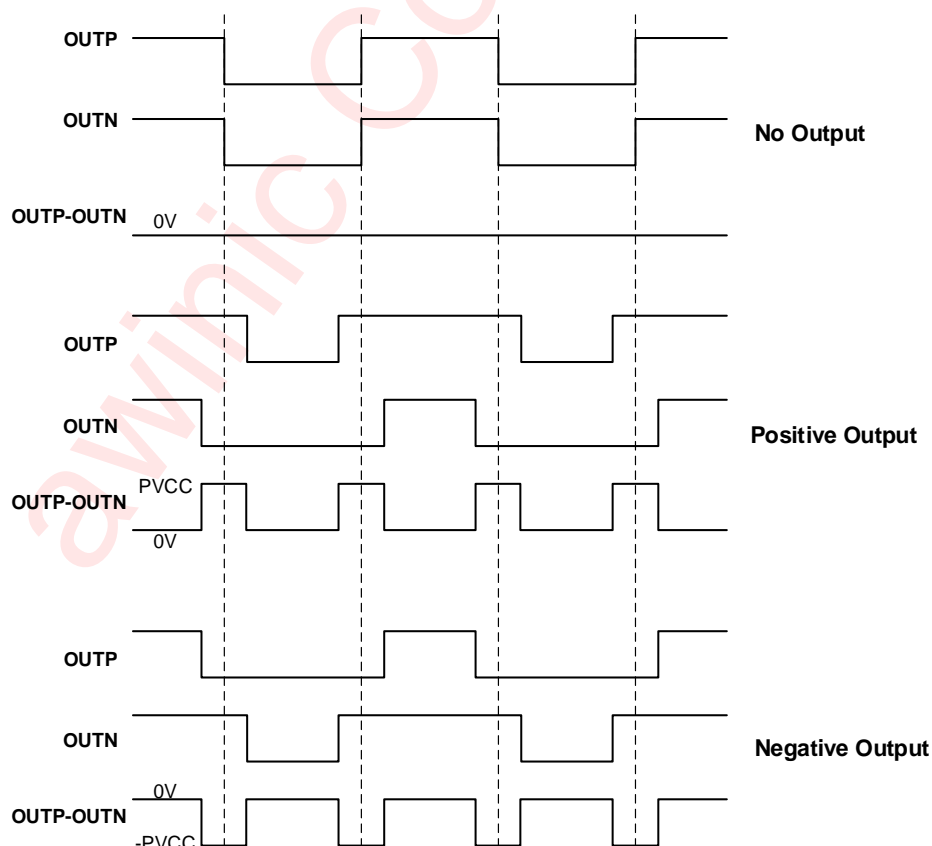 OUTP
OUTN
No Output
OUTP-OUTN 0V
OUTP
OUTN
Positive Output
PVCC
OUTP-OUTN
0V
OUTP
OUTN
Negative Output
0V
OUTP-OUTN
-PVCC
awinic Co